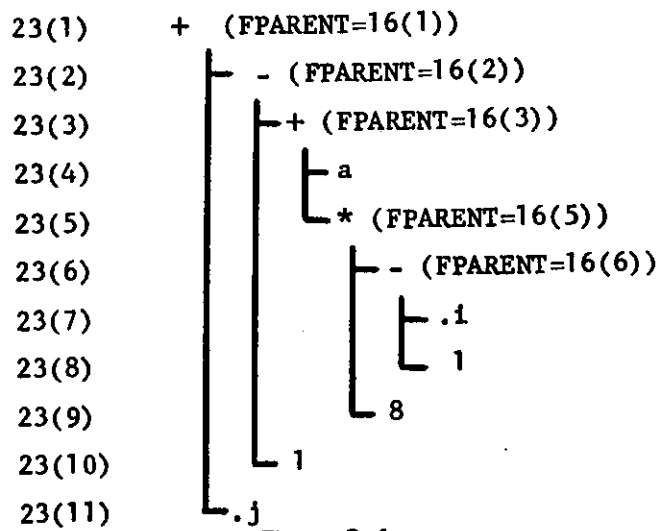 23(1) + (FPARENT=16(1))
23(2) - (FPARENT=16(2))
23(3) + (FPARENT=16(3))
23(4) a
23(5) * (FPARENT=16(5))
23(6) - (FPARENT=16(6))
23(7) .i
23(8) 1
23(9) 8
23(10) 1
23(11) .j